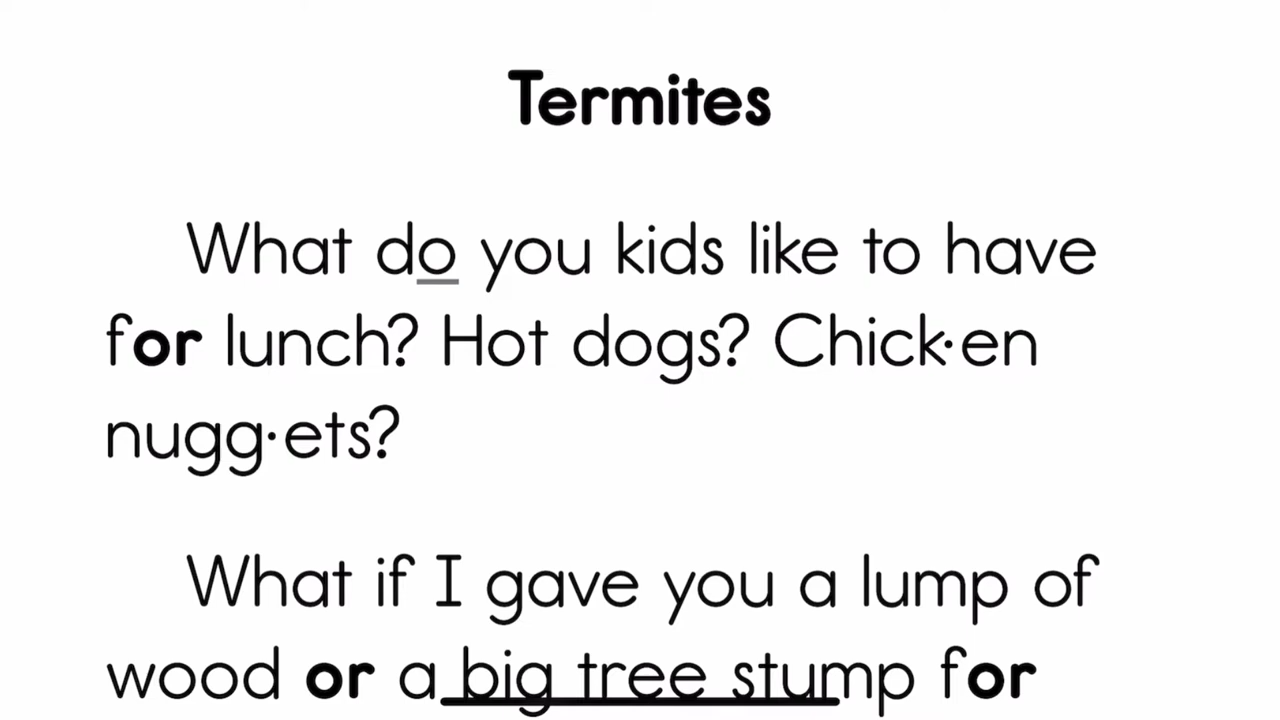 Termites
What do you kids like to have
for lunch? Hot dogs? Chick·en
nugg·ets?
What if I gave you a lump of
wood or a big tree stump for